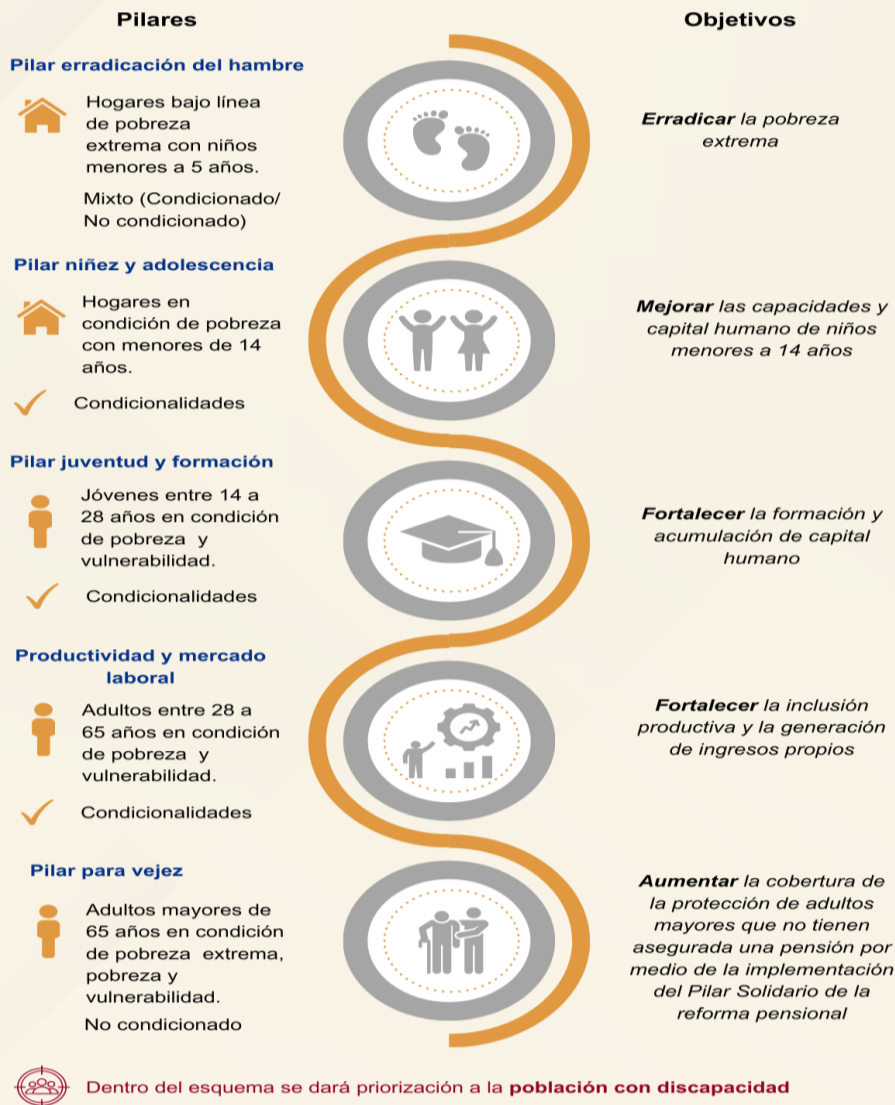 Pilares
Objetivos
Pilar erradicación del hambre
Hogares bajo línea
de pobreza
extrema con niños
menores a 5 años.
Mixto (Condicionado/
No condicionado)
Erradicar la pobreza
extrema
Pilar niñez y adolescencia
Hogares en
condición de pobreza
con menores de 14
años.
Condicionalidades
Mejorar las capacidades y
capital humano de niños
menores a 14 años
Pilar juventud y formación
Jóvenes entre 14 a
28 años en condición
de pobreza y
vulnerabilidad.
Condicionalidades
Fortalecer la formación y
acumulación de capital
humano
Productividad y mercado
laboral
Adultos entre 28 a
65 años en condición
de pobreza y
vulnerabilidad.
Condicionalidades
Fortalecer la inclusión
productiva y la generación
de ingresos propios
Pilar para vejez
Adultos mayores de
65 años en condición
de pobreza extrema,
pobreza y
vulnerabilidad.
No condicionado
Aumentar la cobertura de
la protección de adultos
mayores que no tienen
asegurada una pensión por
medio de la implementación
del Pilar Solidario de la
reforma pensional
Dentro del esquema se dará priorización a la población con discapacidad